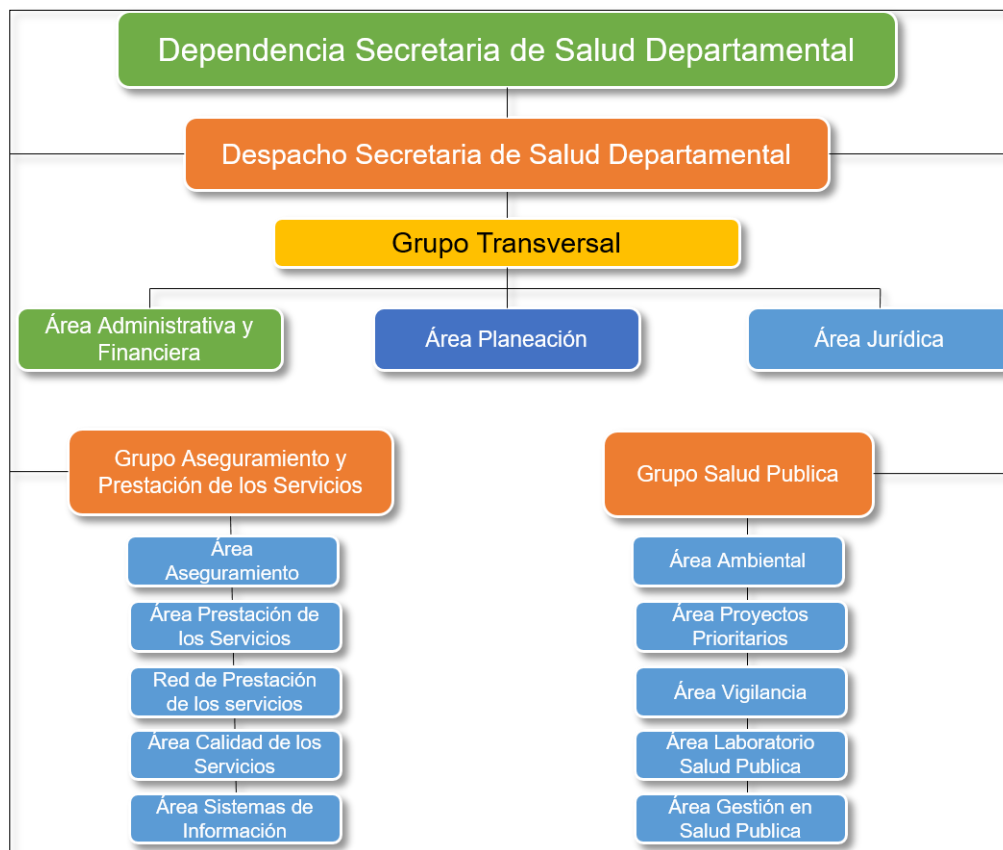 Dependencia Secretaria de Salud Departamental
Despacho Secretaria de Salud Departamental
Grupo Transversal
Área Administrativa y
Financiera
Área Planeación
Área Jurídica
Grupo Aseguramiento y
Prestación de los Servicios
Área
Aseguramiento
Área Prestación de
los Servicios
Red de Prestación
de los servicios
Área Calidad de los
Servicios
Área Sistemas de
Información
Grupo Salud Publica
Área Ambiental
Área Proyectos
Prioritarios
Área Vigilancia
Área Laboratorio
Salud Publica
Área Gestión en
Salud Publica